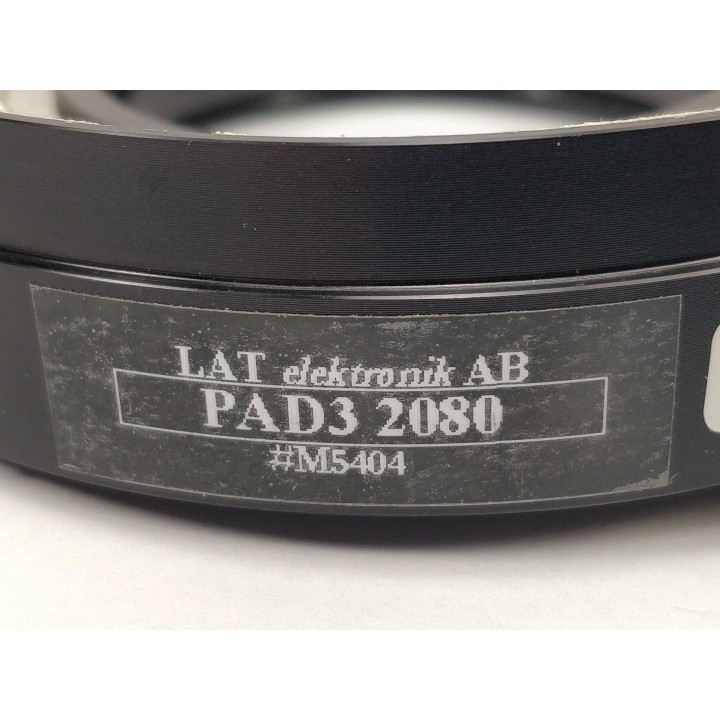 LAT elektronik AB
PAD3 2080
#M5404